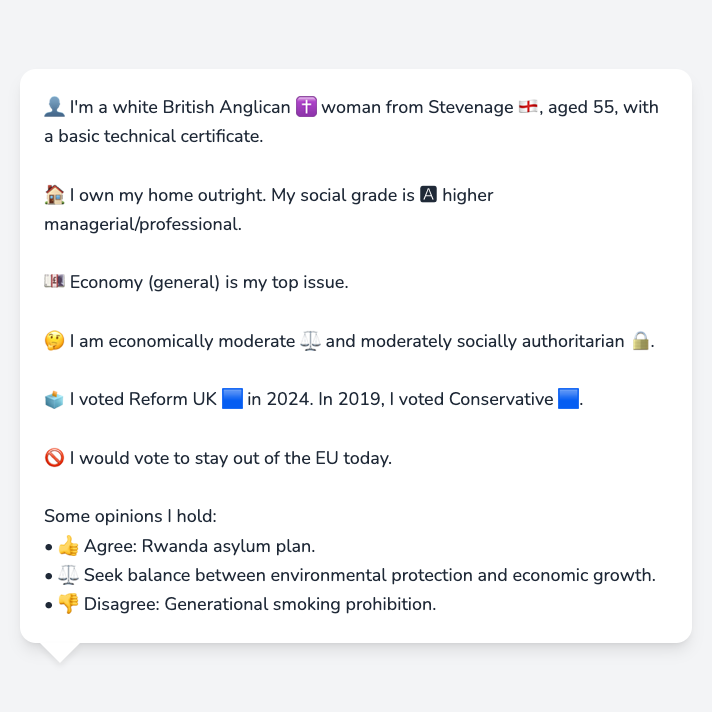 👤 I'm a white British Anglican ✝️ woman from Stevenage 🏴󠁧󠁢󠁥󠁮󠁧󠁿, aged 55, with
a basic technical certificate.
🏠 I own my home outright. My social grade is 🅰 higher
managerial/professional.
💷 Economy (general) is my top issue.
🤔 I am economically moderate ⚖️ and moderately socially authoritarian 🔒.
🗳️ I voted Reform UK 🟦 in 2024. In 2019, I voted Conservative 🟦.
🚫 I would vote to stay out of the EU today.
Some opinions I hold:
• 👍 Agree: Rwanda asylum plan.
• ⚖️ Seek balance between environmental protection and economic growth.
• 👎 Disagree: Generational smoking prohibition.